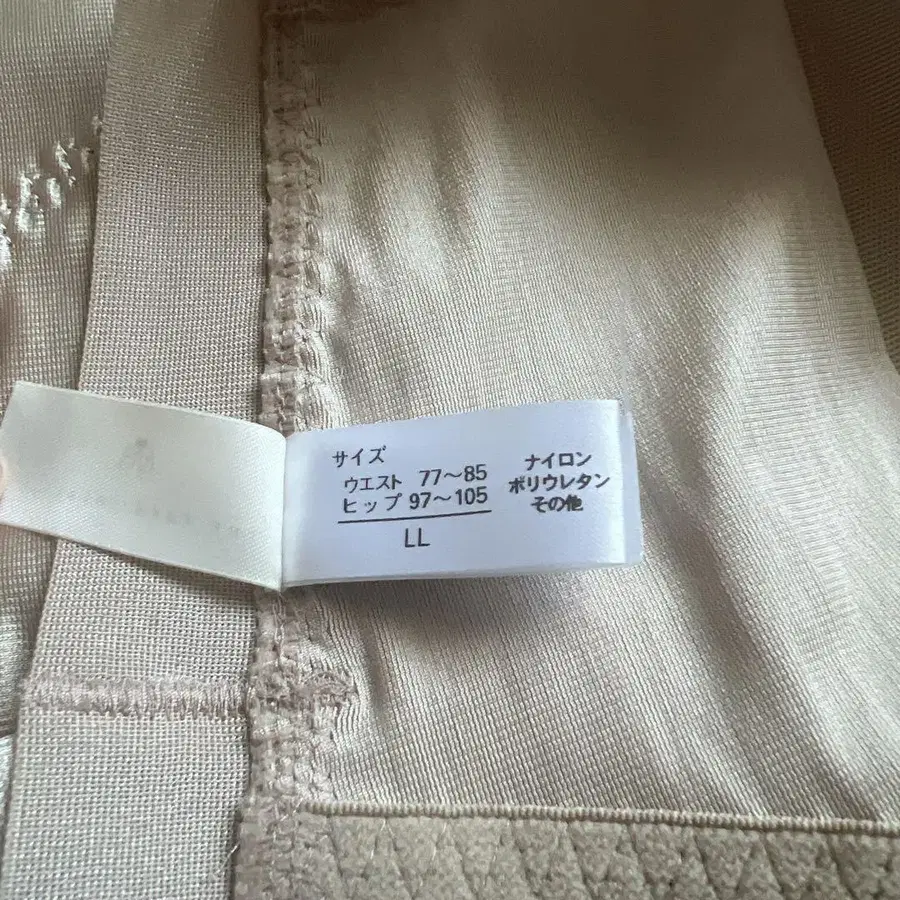 サイズ
ウエスト 77～85
ヒップ 97～105
LL
ナイロン
ポリウレタン
その他